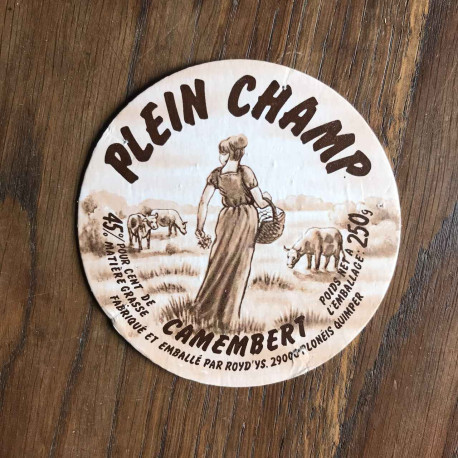 PLEIN CHAMP
45% POUR CENT DE
MATIÈRE GRASSE
POIDS NET A
L'EMBALLAGE: 250g
CAMEMBERT
FABRIQUÉ ET EMBALLÉ PAR ROYD'YS. 29000 PLONÉIS QUIMPER